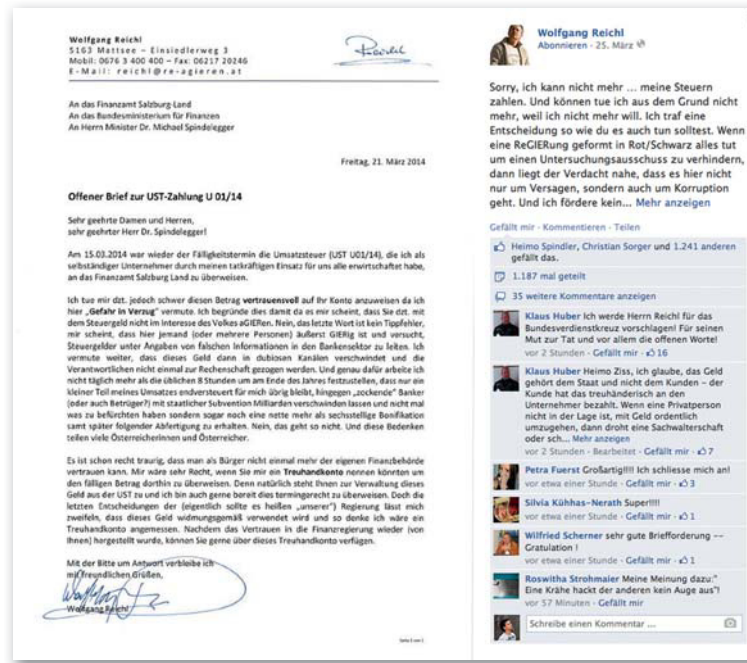 Wolfgang Reichl
5163 Mattsee – Einsiedlerweg 3
Mobil: 0676 3 400 400 – Fax: 06217 20246
E-Mail: reichl@re-agieren.at
An das Finanzamt Salzburg-Land
An das Bundesministerium für Finanzen
An Herrn Minister Dr. Michael Spindelegger
Freitag, 21. März 2014
Offener Brief zur UST-Zahlung U 01/14
Sehr geehrte Damen und Herren,
sehr geehrter Herr Dr. Spindelegger!
Am 15.03.2014 war wieder der Fälligkeitstermin die Umsatzsteuer (UST U01/14), die ich als
selbständiger Unternehmer durch meinen tatkräftigen Einsatz für uns alle erwirtschaftet habe,
an das Finanzamt Salzburg Land zu überweisen.
Ich tue mir dzt. jedoch schwer diesen Betrag vertrauensvoll auf Ihr Konto anzuweisen da ich
hier „Gefahr in Verzug" vermute. Ich begründe dies damit da es mir scheint, dass Sie dzt. mit
dem Steuergeld nicht im Interesse des Volkes aGIERen. Nein, das letzte Wort ist kein Tippfehler,
mir scheint, dass hier jemand (oder mehrere Personen) äußerst GIERig ist und versucht,
Steuergelder unter Angaben von falschen Informationen in den Bankensektor zu leiten. Ich
vermute weiter, dass dieses Geld dann in dubiosen Kanälen verschwindet und die
Verantwortlichen nicht einmal zur Rechenschaft gezogen werden. Und genau dafür arbeite ich
nicht täglich mehr als die üblichen 8 Stunden um am Ende des Jahres festzustellen, dass nur ein
kleiner Teil meines Umsatzes endversteuert für mich übrig bleibt, hingegen „zockende" Banker
(oder auch Betrüger?) mit staatlicher Subvention Milliarden verschwinden lassen und nicht mal
was zu befürchten haben sondern sogar noch eine nette mehr als sechsstellige Bonifikation
samt später folgender Abfertigung zu erhalten. Nein, das geht so nicht. Und diese Bedenken
teilen viele Österreicherinnen und Österreicher.
Es ist schon recht traurig, dass man als Bürger nicht einmal mehr der eigenen Finanzbehörde
vertrauen kann. Mir wäre sehr Recht, wenn Sie mir ein Treuhandkonto nennen könnten um
den fälligen Betrag dorthin zu überweisen. Denn natürlich steht Ihnen zur Verwaltung dieses
Geld aus der UST zu und ich bin auch gerne bereit dies termingerecht zu überweisen. Doch die
letzten Entscheidungen der (eigentlich sollte es heißen „unserer") Regierung lässt mich
zweifeln, dass dieses Geld widmungsgemäß verwendet wird und so denke ich wäre ein
Treuhandkonto angemessen. Nachdem das Vertrauen in die Finanzregierung wieder (von
Ihnen) hergestellt wurde, können Sie gerne über dieses Treuhandkonto verfügen.
Mit der Bitte um Antwort verbleibe ich
mit freundlichen Grüßen,
Wolfgang Reichl
Seite 1 von 1
Wolfgang Reichl
Abonnieren · 25. März
Sorry, ich kann nicht mehr ... meine Steuern
zahlen. Und können tue ich aus dem Grund nicht
mehr, weil ich nicht mehr will. Ich traf eine
Entscheidung so wie du es auch tun solltest. Wenn
eine ReGIERung geformt in Rot/Schwarz alles tut
um einen Untersuchungsausschuss zu verhindern,
dann liegt der Verdacht nahe, dass es hier nicht
nur um Versagen, sondern auch um Korruption
geht. Und ich fördere kein... Mehr anzeigen
Gefällt mir · Kommentieren · Teilen
Heimo Spindler, Christian Sorger und 1.241 anderen
gefällt das.
1.187 mal geteilt
35 weitere Kommentare anzeigen
Klaus Huber Ich werde Herrn Reichl für das
Bundesverdienstkreuz vorschlagen! Für seinen
Mut zur Tat und vor allem die offenen Worte!
vor 2 Stunden · Gefällt mir · 16
Klaus Huber Heimo Ziss, ich glaube, das Geld
gehört dem Staat und nicht dem Kunden – der
Kunde hat das treuhänderisch an den
Unternehmer bezahlt. Wenn eine Privatperson
nicht in der Lage ist, mit Geld ordentlich
umzugehen, dann droht eine Sachwalterschaft
oder sch... Mehr anzeigen
vor 2 Stunden · Bearbeitet · Gefällt mir · 7
Petra Fuerst Großartig!!!! Ich schliesse mich an!
vor etwa einer Stunde · Gefällt mir · 3
Silvia Kühhas-Nerath Super!!!!
vor etwa einer Stunde · Gefällt mir · 1
Wilfried Scherner sehr gute Briefforderung --
Gratulation !
vor etwa einer Stunde · Gefällt mir · 1
Roswitha Strohmaier Meine Meinung dazu:"
Eine Krähe hackt der anderen kein Auge aus"!
vor 57 Minuten · Gefällt mir
Schreibe einen Kommentar ...